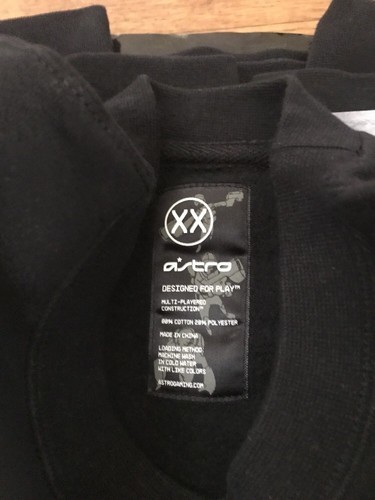 XX
astro
DESIGNED FOR PLAY™
MULTI-PLAYERED
CONSTRUCTION™
80% COTTON 20% POLYESTER
MADE IN CHINA
LOADING METHOD
MACHINE WASH
IN COLD WATER
WITH LIKE COLORS
ASTROGAMING.COM